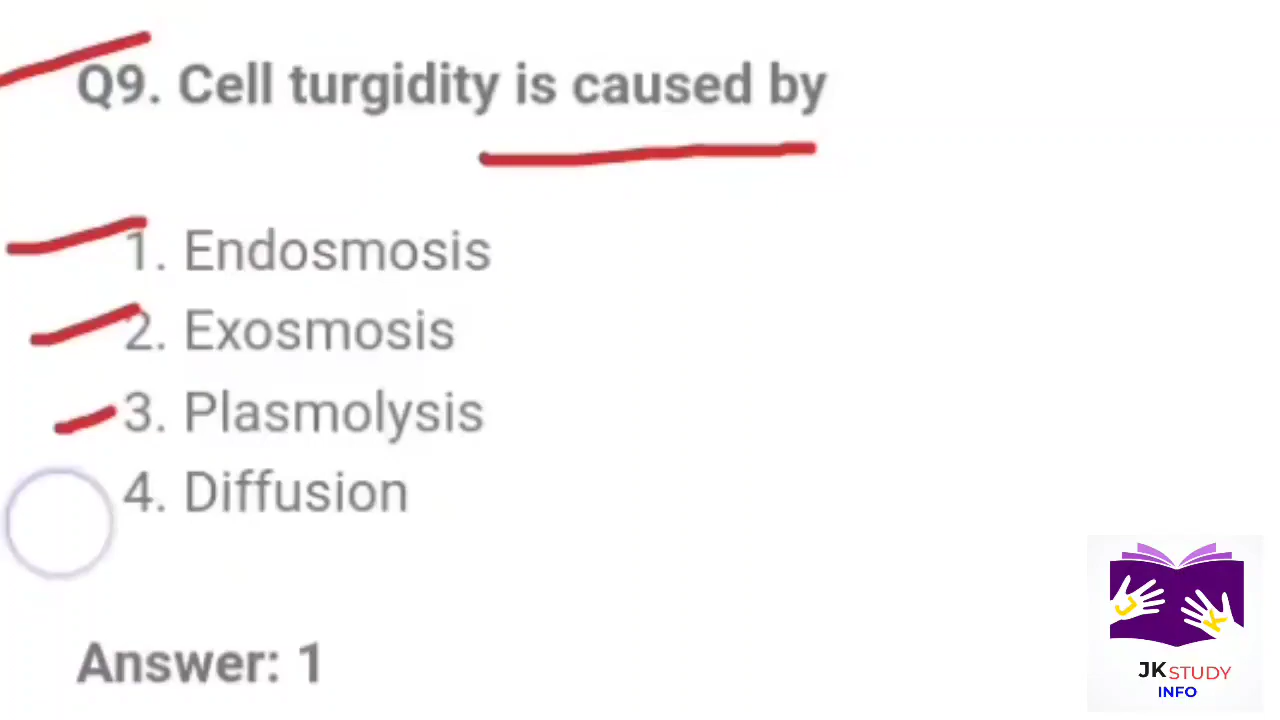 Q9. Cell turgidity is caused by
1. Endosmosis
2. Exosmosis
3. Plasmolysis
4. Diffusion
Answer: 1
J K
JK STUDY
INFO